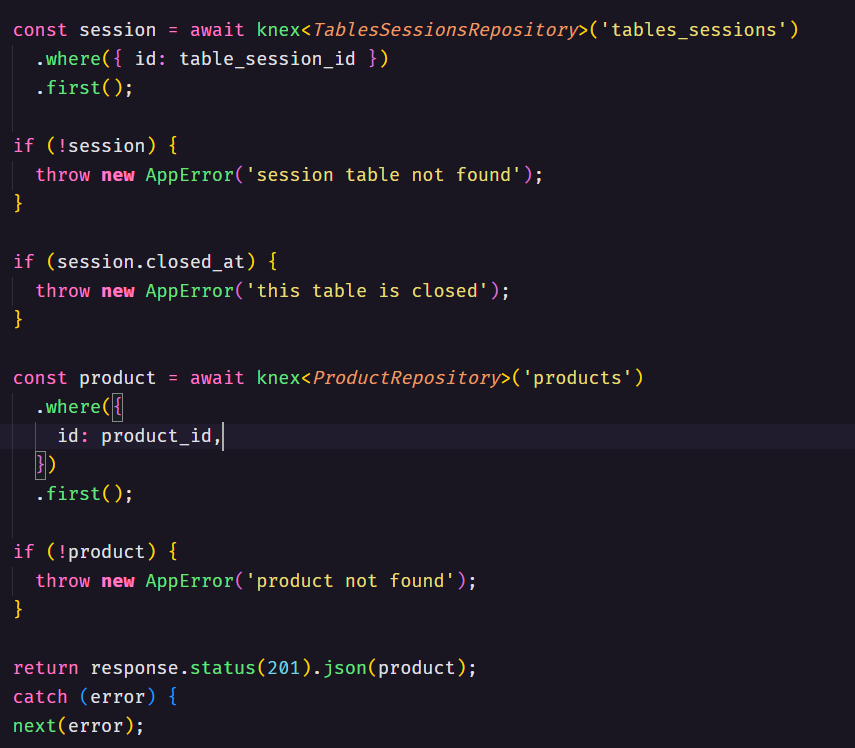 const session = await knex<TablesSessionsRepository>('tables_sessions')
  .where({ id: table_session_id })
  .first();

if (!session) {
  throw new AppError('session table not found');
}

if (session.closed_at) {
  throw new AppError('this table is closed');
}

const product = await knex<ProductRepository>('products')
  .where({
    id: product_id,
  })
  .first();

if (!product) {
  throw new AppError('product not found');
}

return response.status(201).json(product);
catch (error) {
next(error);